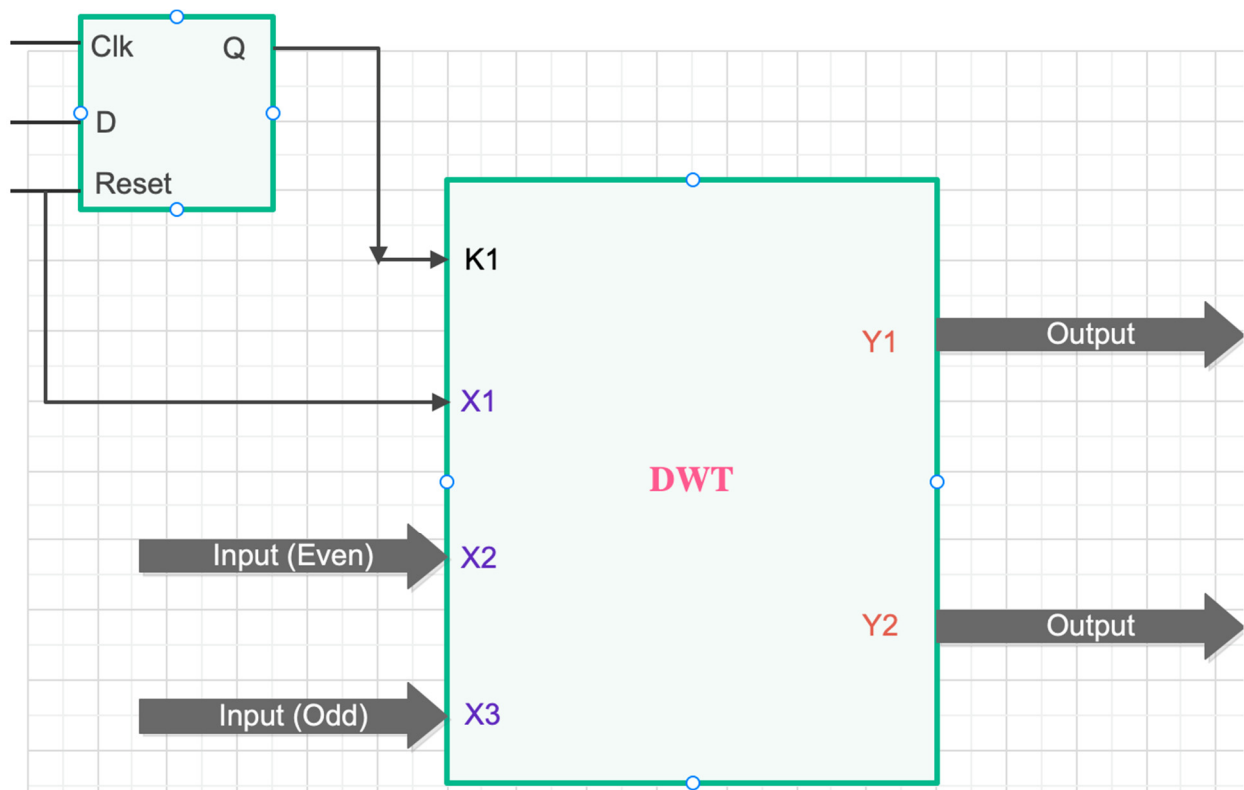 Clk
Q
D
Reset
K1
Y1
Output
X1
DWT
Input (Even)
X2
Y2
Output
Input (Odd)
X3